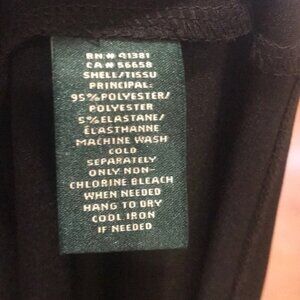 RN# 41381
CA# 56658
SHELL/TISSU
PRINCIPAL:
95%POLYESTER/
POLYESTER
5%ELASTANE/
ÉLASTHANNE
MACHINE WASH
COLD
SEPARATELY
ONLY NON-
CHLORINE BLEACH
WHEN NEEDED
HANG TO DRY
COOL IRON
IF NEEDED